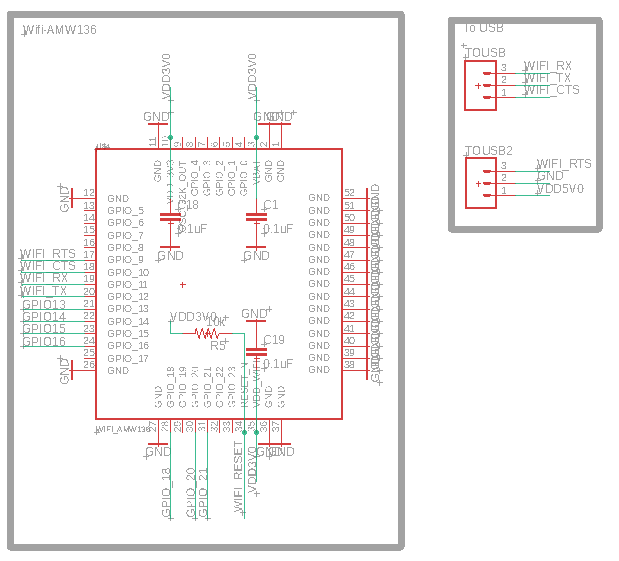 Wifi-AMW136
VDD3V0
VDD3V0
GND
GND
GND
11
10
9
8
7
6
5
4
3
2
1
GND
GPIO_4
GPIO_3
GPIO_2
GPIO_1
GPIO_0
GND
GND
12 GND
13 GPIO_5
14 GPIO_6
15 GPIO_7
16 GPIO_8
17 GPIO_9
18 GPIO_10
19 GPIO_11
20 GPIO_12
21 GPIO_13
22 GPIO_14
23 GPIO_15
24 GPIO_16
25 GPIO_17
26 GND
GND
WIFI_RTS
WIFI_CTS
WIFI_RX
WIFI_TX
GPIO13
GPIO14
GPIO15
GPIO16
GND
C1
0.1uF
0.1uF
GND
GND
VDD3V0
10k
R5
GND
C19
0.1uF
GND 52
GND 51
GND 50
GND 49
GND 48
GND 47
GND 46
GND 45
GND 44
GND 43
GND 42
GND 41
GND 40
GND 39
GND 38
GND
GPIO_18
GPIO_19
GPIO_20
GPIO_21
GPIO_22
GPIO_23
RESET_N
GND
GND
WIFI_AMW136
27
28
29
30
31
32
33
34
35
36
37
GND
GND
GND
GPIO_18
GPIO_20
GPIO_21
WIFI_RESET
VDD3V0
To USB
TOUSB
3 WIFI_RX
2 WIFI_TX
1 WIFI_CTS
TOUSB2
3 WIFI_RTS
2 GND
1 VDD5V0